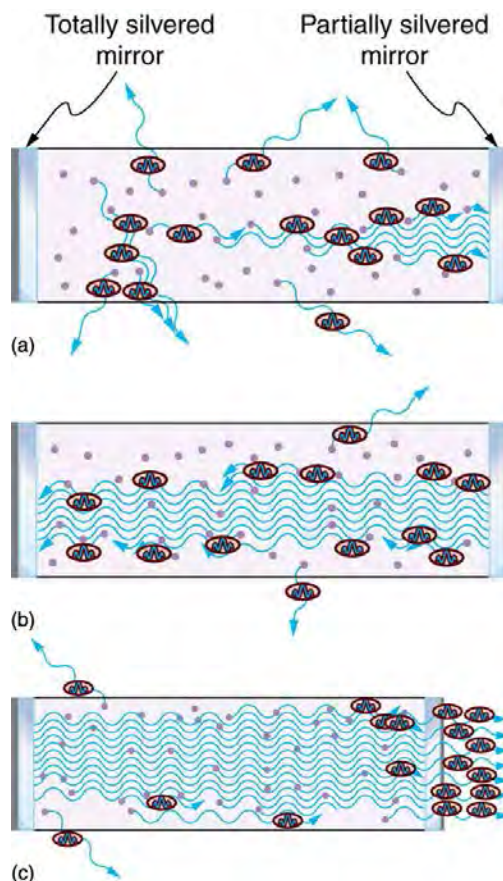 Totally silvered
mirror
Partially silvered
mirror
(a)
(b)
(c)